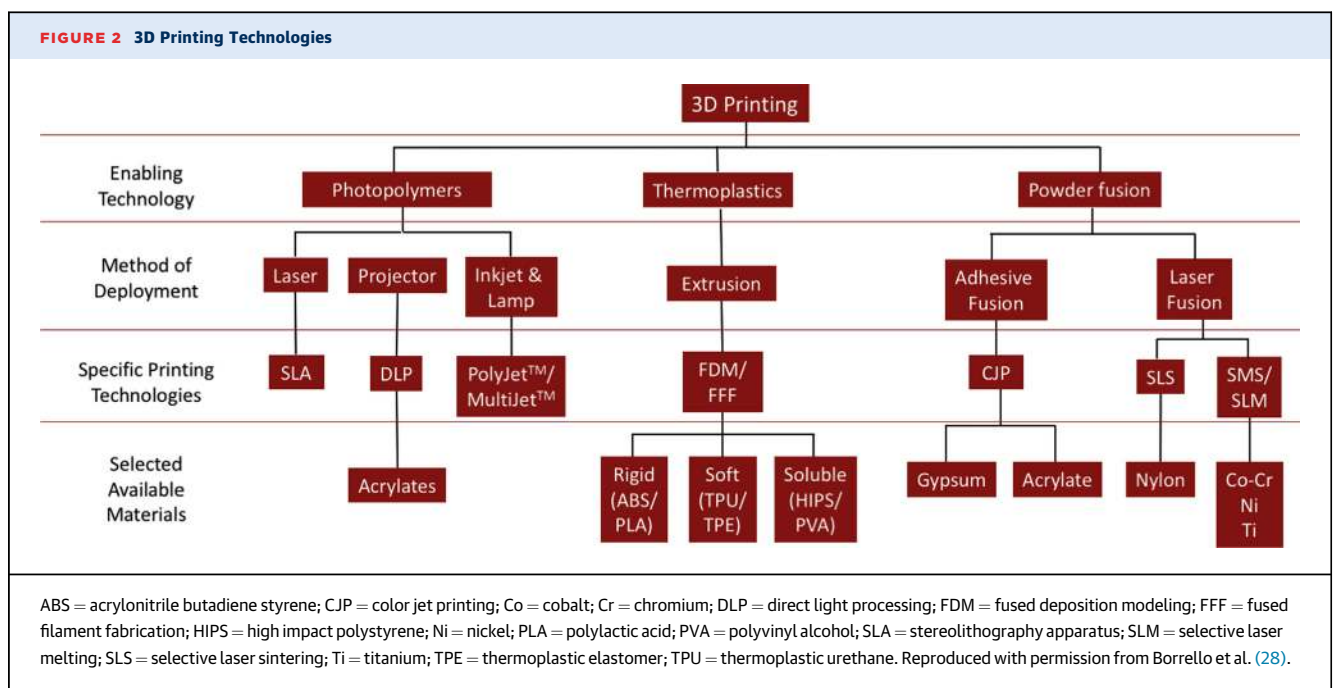 FIGURE 2 3D Printing Technologies
3D Printing
Enabling
Technology
Photopolymers
Thermoplastics
Powder fusion
Method of
Deployment
Laser
Projector
Inkjet &
Lamp
Extrusion
Adhesive
Fusion
Laser
Fusion
Specific Printing
Technologies
SLA
DLP
PolyJet™/
MultiJet™
FDM/
FFF
CJP
SLS
SMS/
SLM
Selected
Available
Materials
Acrylates
Rigid
(ABS/
PLA)
Soft
(TPU/
TPE)
Soluble
(HIPS/
PVA)
Gypsum
Acrylate
Nylon
Co-Cr
Ni
Ti
ABS = acrylonitrile butadiene styrene; CJP = color jet printing; Co = cobalt; Cr = chromium; DLP = direct light processing; FDM = fused deposition modeling; FFF = fused
filament fabrication; HIPS = high impact polystyrene; Ni = nickel; PLA = polylactic acid; PVA = polyvinyl alcohol; SLA = stereolithography apparatus; SLM = selective laser
melting; SLS = selective laser sintering; Ti = titanium; TPE = thermoplastic elastomer; TPU = thermoplastic urethane. Reproduced with permission from Borrello et al. (28).